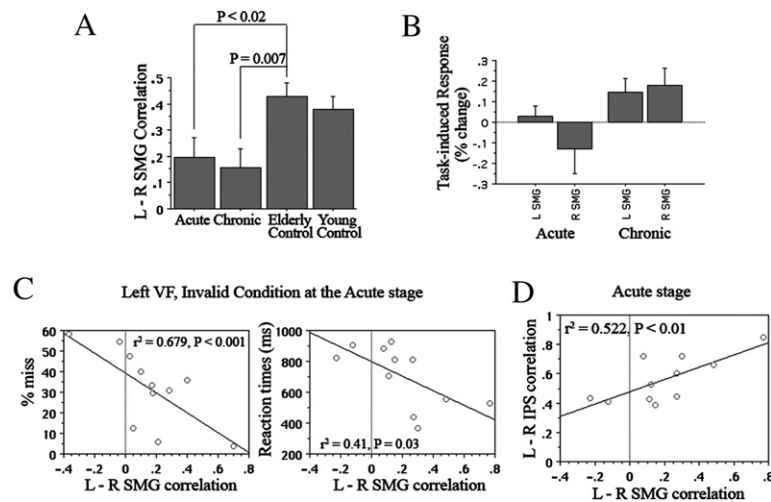 A
P < 0.02
P = 0.007
L - R SMG Correlation
.5
.4
.3
.2
.1
0
Acute Chronic Elderly Control Young Control
B
Task-induced Response
(% change)
.3
.2
.1
0
-.1
-.2
-.3
L SMG
R SMG
L SMG
R SMG
Acute
Chronic
C
Left VF, Invalid Condition at the Acute stage
% miss
60
50
40
30
20
10
0
r² = 0.679, P < 0.001
-.4 -.2 0 .2 .4 .6 .8
L - R SMG correlation
Reaction times (ms)
1000
800
600
400
200
r² = 0.41, P = 0.03
-.4 -.2 0 .2 .4 .6 .8
L - R SMG correlation
D
Acute stage
L - R IPS correlation
1
.8
.6
.4
.2
0
r² = 0.522, P < 0.01
-.4 -.2 0 .2 .4 .6 .8
L - R SMG correlation